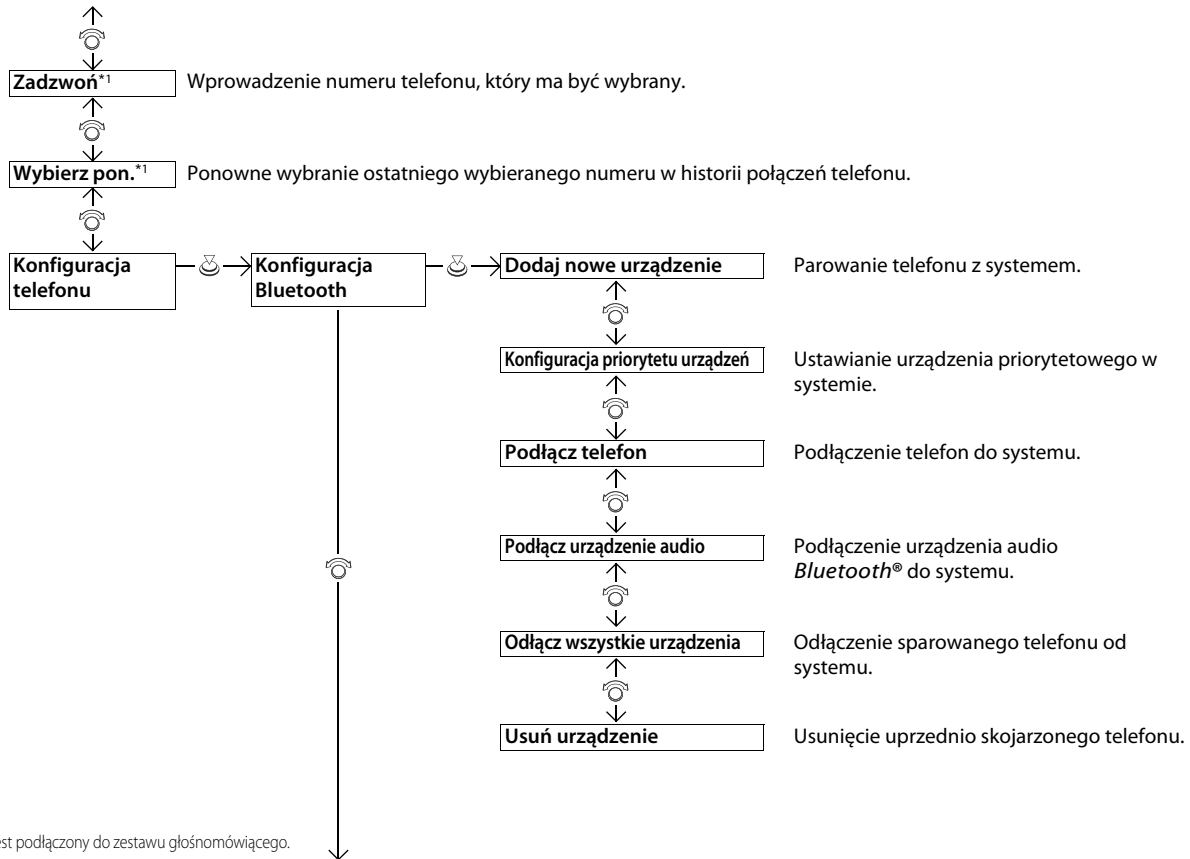 Zadzwoń*1
Wprowadzenie numeru telefonu, który ma być wybrany.
Wybierz pon.*1
Ponowne wybranie ostatniego wybieranego numeru w historii połączeń telefonu.
Konfiguracja
telefonu
Konfiguracja
Bluetooth
Dodaj nowe urządzenie
Parowanie telefonu z systemem.
Konfiguracja priorytetu urządzeń
Ustawianie urządzenia priorytetowego w
systemie.
Podłącz telefon
Podłączenie telefon do systemu.
Podłącz urządzenie audio
Podłączenie urządzenia audio
Bluetooth® do systemu.
Odłącz wszystkie urządzenia
Odłączenie sparowanego telefonu od
systemu.
Usuń urządzenie
Usunięcie uprzednio skojarzonego telefonu.
podłączony do zestawu głośnomówiącego.